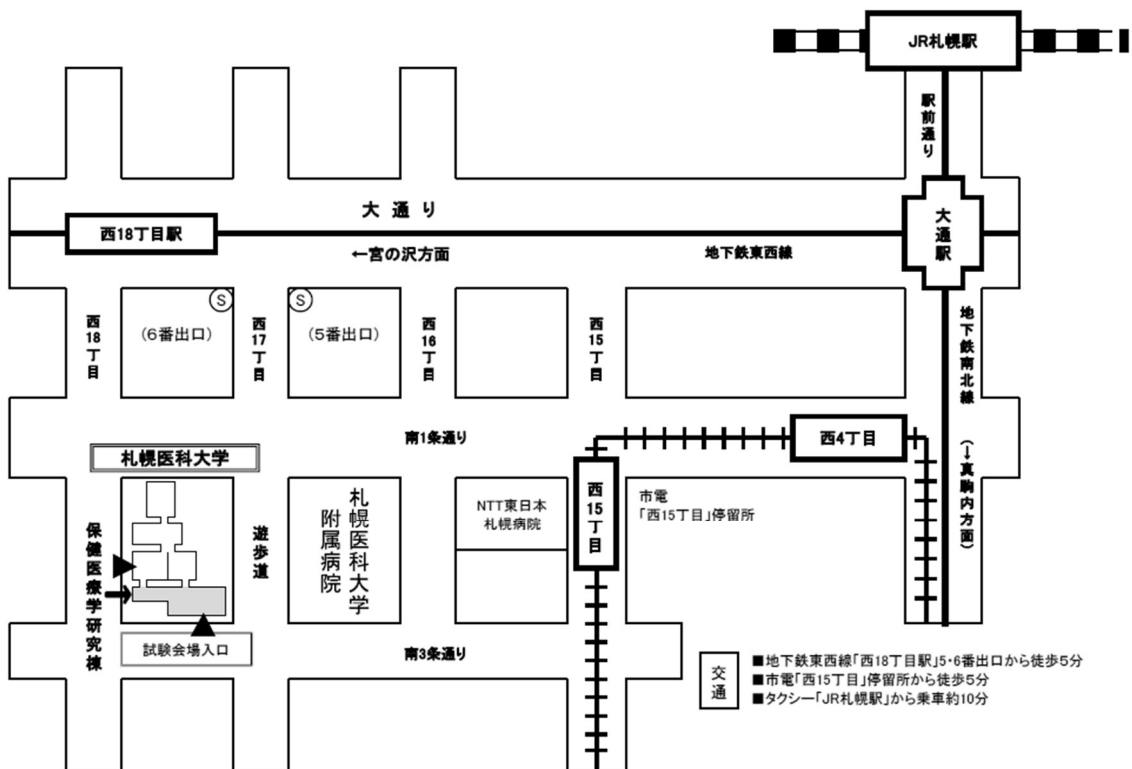 JR札幌駅
駅前通り
大通り
西18丁目駅
大通駅
←宮の沢方面
地下鉄東西線
S
S
西18丁目
(6番出口)
西17丁目
(5番出口)
西16丁目
西15丁目
地下鉄南北線
(↓真駒内方面)
南1条通り
西4丁目
札幌医科大学
西15丁目
市電
「西15丁目」停留所
NTT東日本
札幌病院
札幌医科大学
附属病院
遊歩道
保健医療学研究棟
試験会場入口
南3条通り
交通
■地下鉄東西線「西18丁目駅」5・6番出口から徒歩5分
■市電「西15丁目」停留所から徒歩5分
■タクシー「JR札幌駅」から乗車約10分